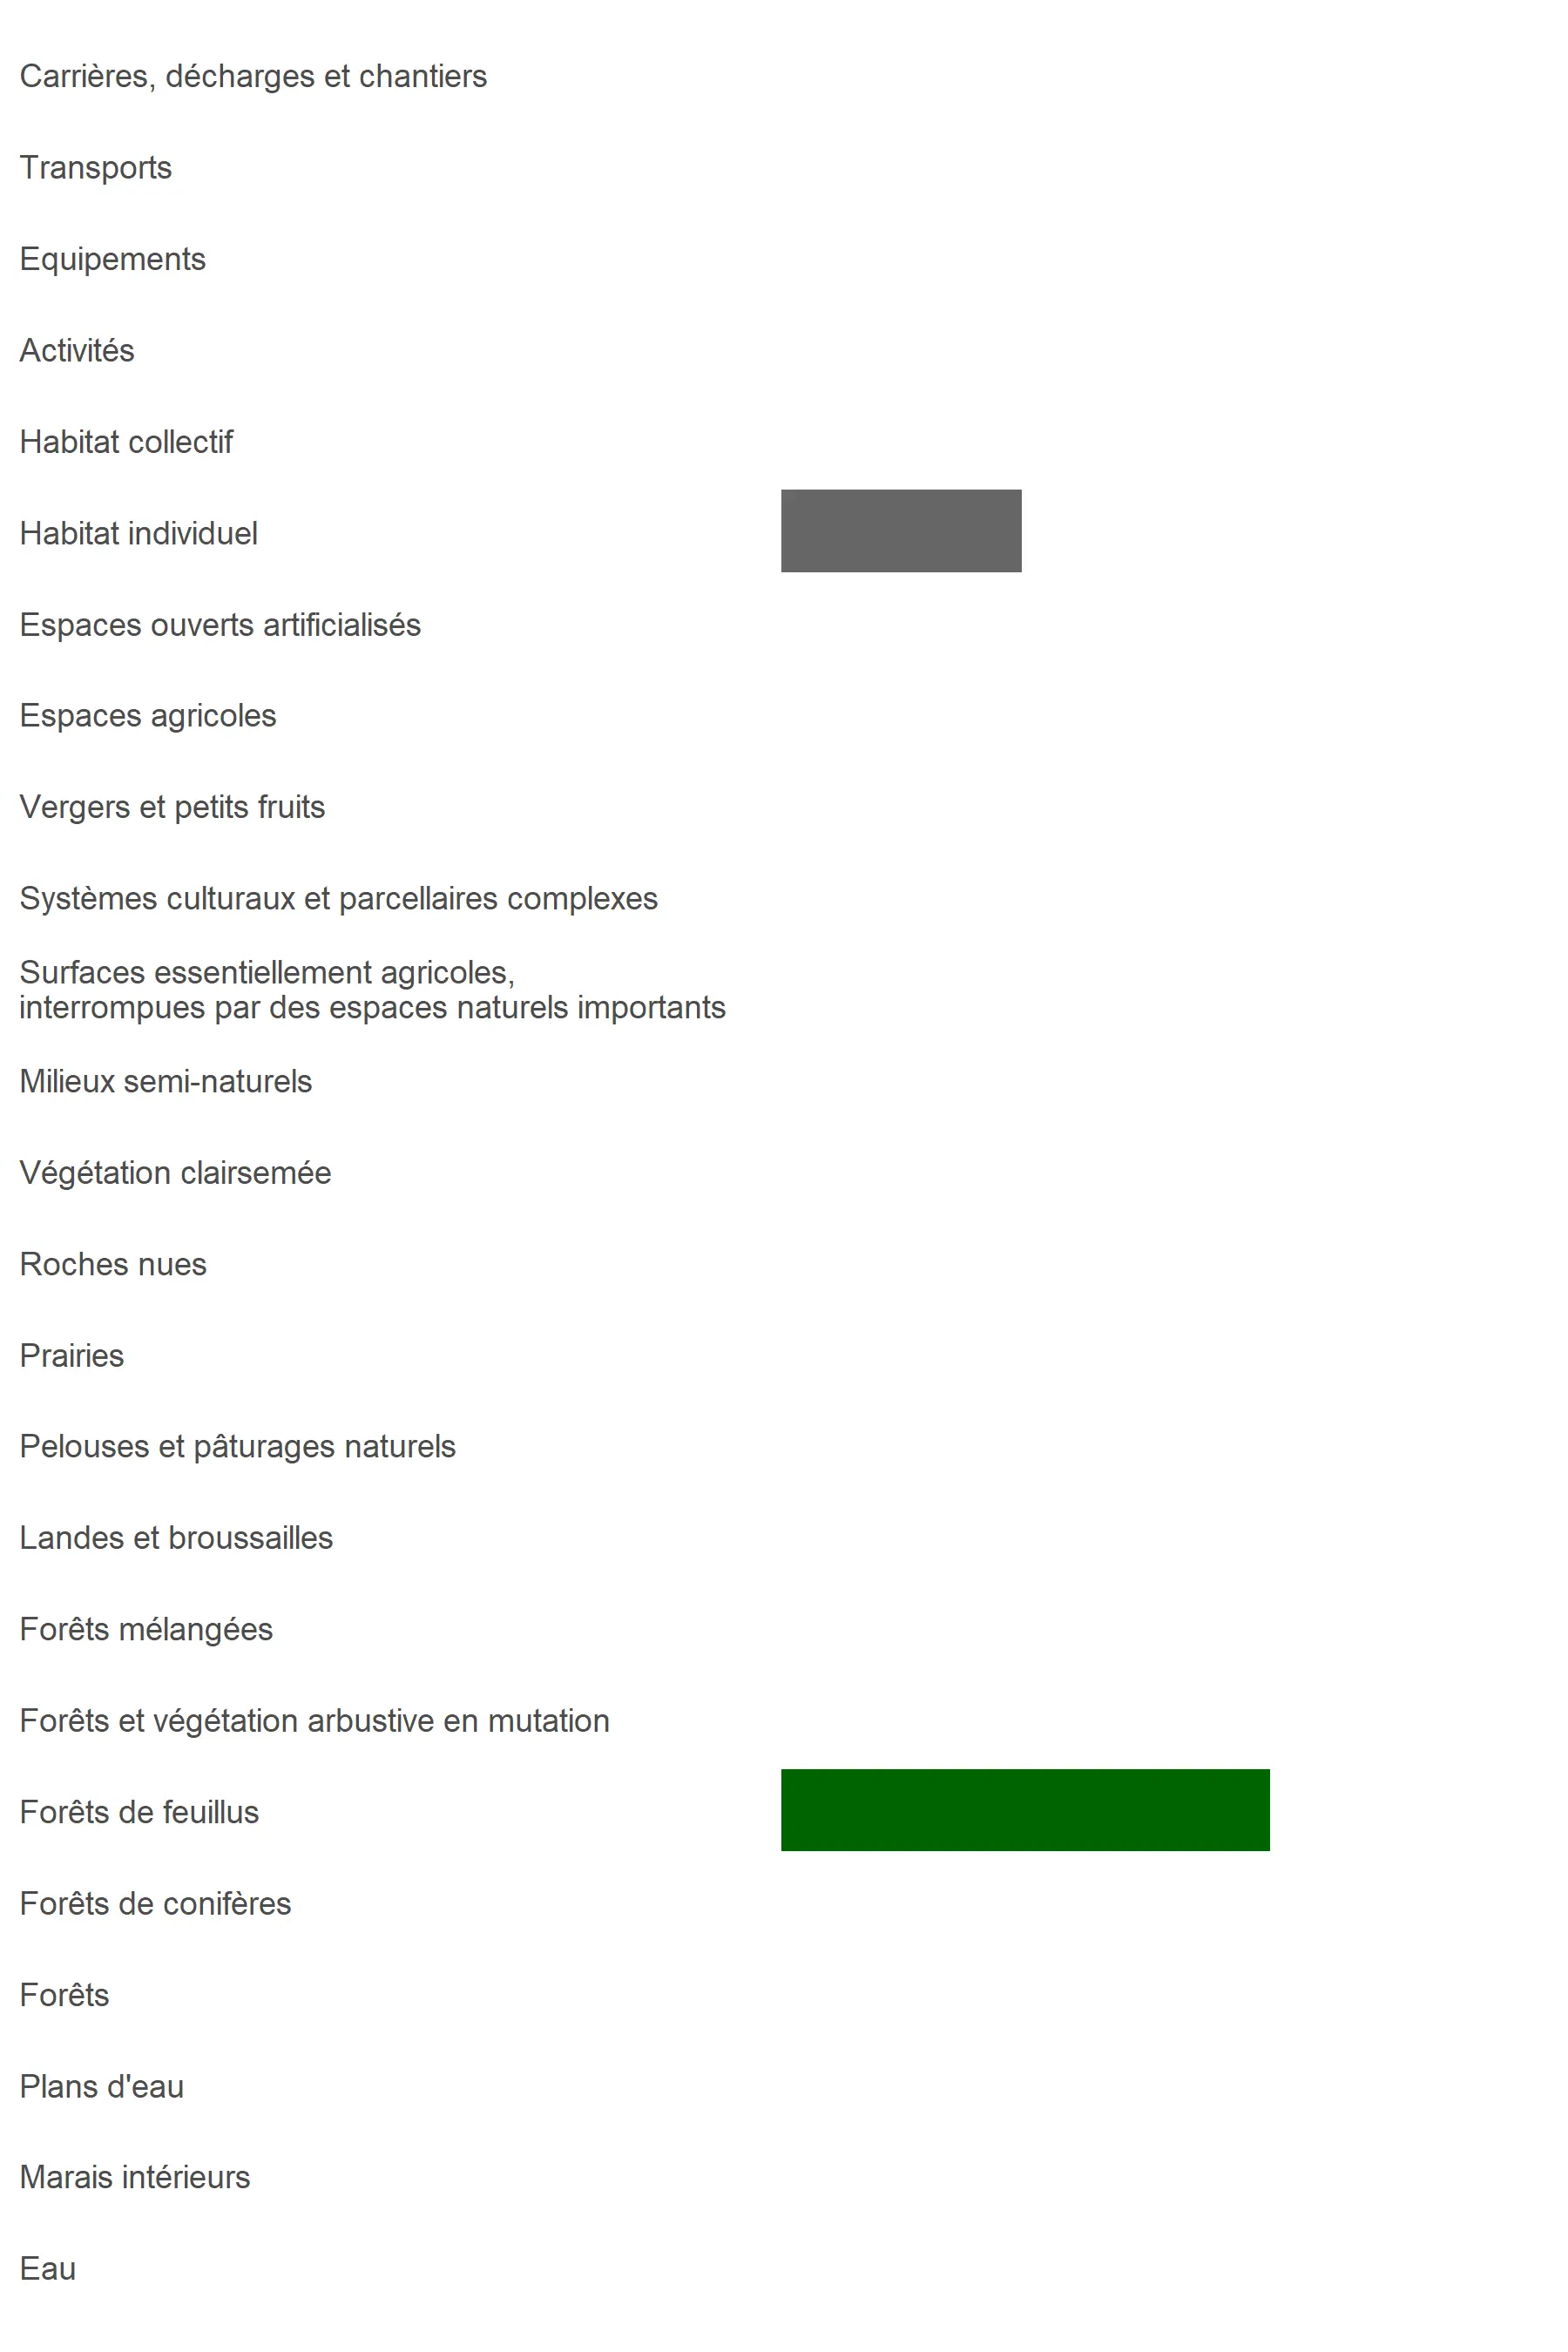 Carrières, décharges et chantiers
Transports
Equipements
Activités
Habitat collectif
Habitat individuel
Espaces ouverts artificialisés
Espaces agricoles
Vergers et petits fruits
Systèmes culturaux et parcellaires complexes
Surfaces essentiellement agricoles,
interrompues par des espaces naturels importants
Milieux semi-naturels
Végétation clairsemée
Roches nues
Prairies
Pelouses et pâturages naturels
Landes et broussailles
Forêts mélangées
Forêts et végétation arbustive en mutation
Forêts de feuillus
Forêts de conifères
Forêts
Plans d'eau
Marais intérieurs
Eau